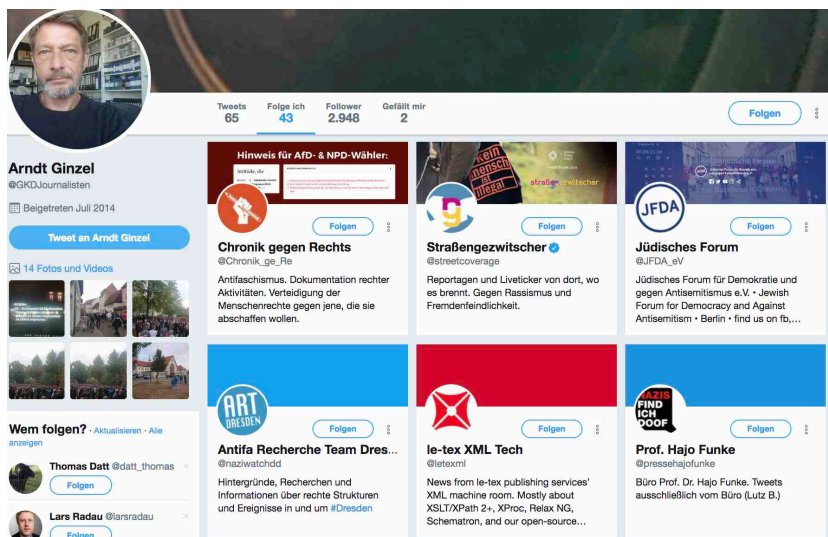 Tweets Folge ich Follower Gefällt mir
65 43 2.948 2
Folgen
Arndt Ginzel
@GKDJournalisten
Beigetreten Juli 2014
Tweet an Arndt Ginzel
14 Fotos und Videos
Wem folgen? · Aktualisieren · Alle
anzeigen
Thomas Datt @datt_thomas
Folgen
Lars Radau @larsradau
Folgen
Hinweis für AfD- & NPD-Wähler:
Folgen
Chronik gegen Rechts
@Chronik_ge_Re
Antifaschismus. Dokumentation rechter
Aktivitäten. Verteidigung der
Menschenrechte gegen jene, die sie
abschaffen wollen.
kein
mensch
ist
illegal
straßengezwitscher
Folgen
Straßengezwitscher
@streetcoverage
Reportagen und Liveticker von dort, wo
es brennt. Gegen Rassismus und
Fremdenfeindlichkeit.
JFDA
Folgen
Jüdisches Forum
@JFDA_eV
Jüdisches Forum für Demokratie und
gegen Antisemitismus e.V. • Jewish
Forum for Democracy and Against
Antisemitism • Berlin • find us on fb,...
ART
DRESDEN
Folgen
Antifa Recherche Team Dres...
@naziwatchdd
Hintergründe, Recherchen und
Informationen über rechte Strukturen
und Ereignisse in und um #Dresden
Folgen
le-tex XML Tech
@letexml
News from le-tex publishing services'
XML machine room. Mostly about
XSLT/XPath 2+, XProc, Relax NG,
Schematron, and our open-source...
NAZIS
FIND
ICH
DOOF
Folgen
Prof. Hajo Funke
@pressehajofunke
Büro Prof. Dr. Hajo Funke. Tweets
ausschließlich vom Büro (Lutz B.)